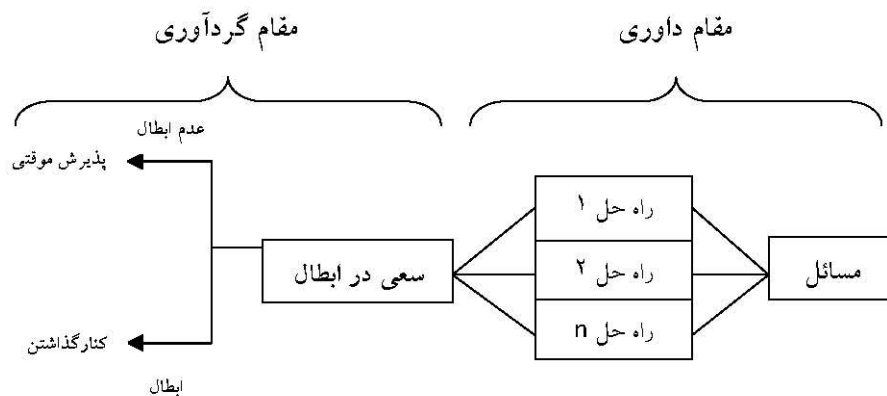 مقام داوری
مقام گردآوری
مسائل
راه حل ۱
راه حل ۲
راه حل n
سعی در ابطال
عدم ابطال
پذیرش موقتی
کنارگذاشتن
ابطال